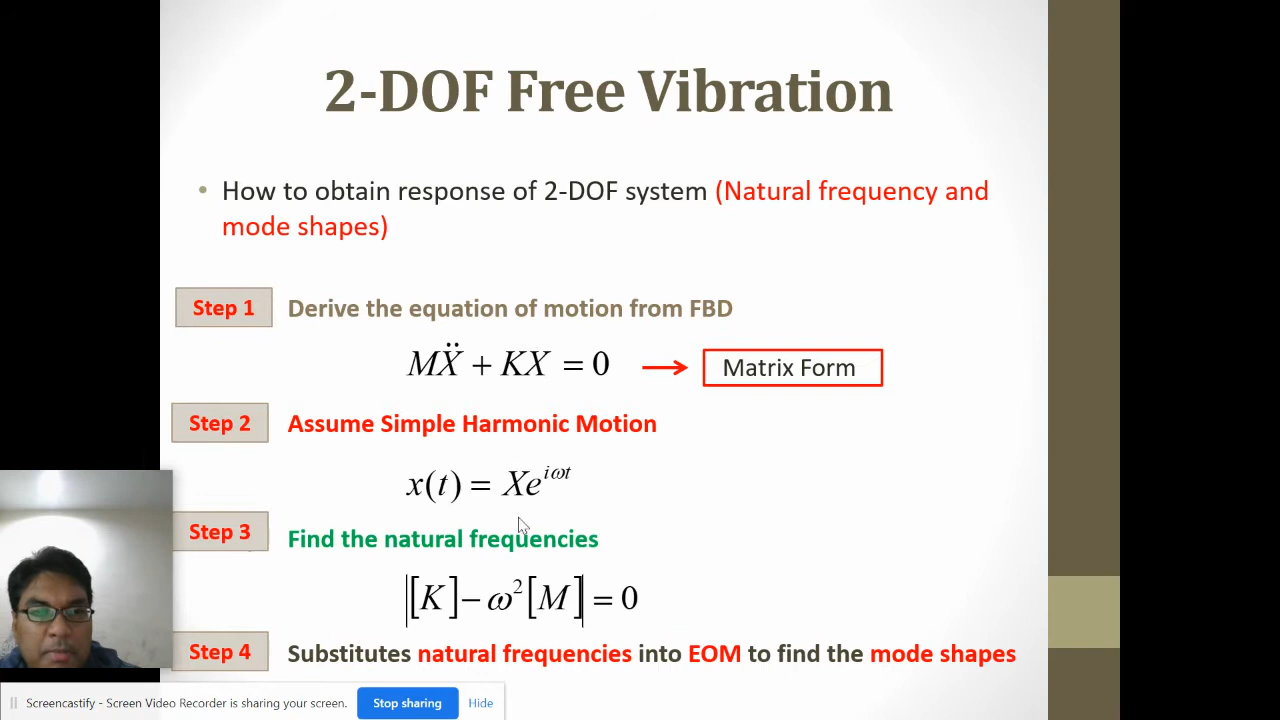 2-DOF Free Vibration
• How to obtain response of 2-DOF system (Natural frequency and
mode shapes)
Step 1 Derive the equation of motion from FBD
MẌ + KX = 0 → Matrix Form
Step 2 Assume Simple Harmonic Motion
x(t) = Xe^{iωt}
Step 3 Find the natural frequencies
|[K] − ω²[M]| = 0
Step 4 Substitutes natural frequencies into EOM to find the mode shapes
Screencastify - Screen Video Recorder is sharing your screen. Stop sharing Hide